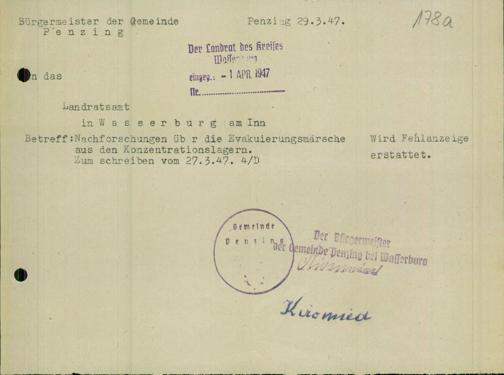 Bürgermeister der Gemeinde Penzing 29.3.47.
Penzing
178a
Der Landrat des Kreises
Wasserburg
eingeg. - 1 APR. 1947
Nr.
An das
Landratsamt
in Wasserburg am Inn
Betreff: Nachforschungen üb r die Evakuierungsmärsche
aus den Konzentrationslagern.
Zum schreiben vom 27.3.47. 4/D
Wird Fehlanzeige
erstattet.
Gemeinde
Penzing
Der Bürgermeister
der Gemeinde Penzing bei Wasserburg